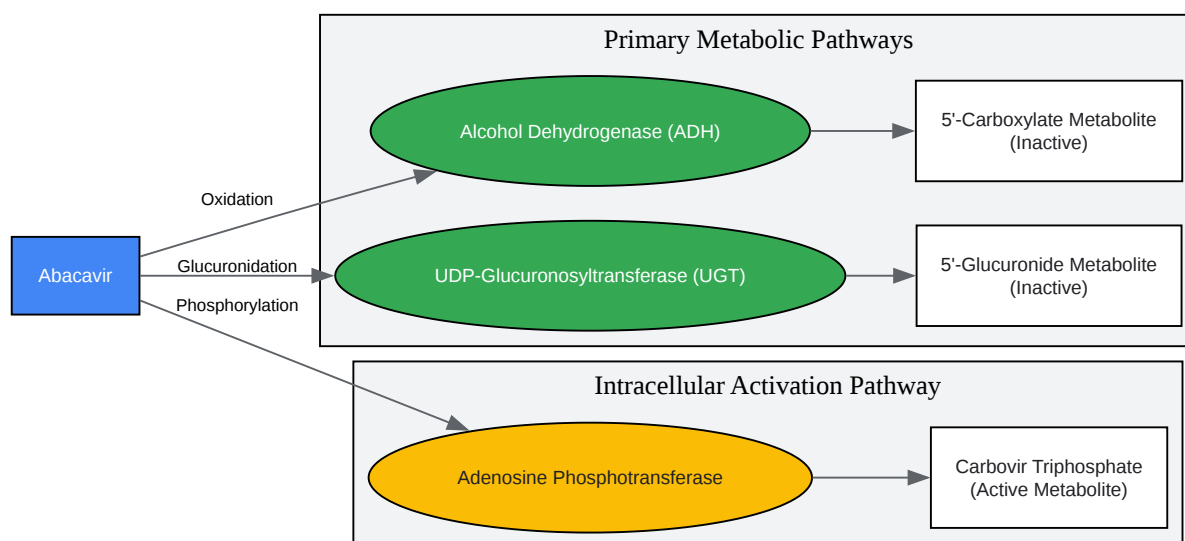 Primary Metabolic Pathways
Alcohol Dehydrogenase (ADH)
5'-Carboxylate Metabolite
(Inactive)
Oxidation
Abacavir
Glucuronidation
UDP-Glucuronosyltransferase (UGT)
5'-Glucuronide Metabolite
(Inactive)
Phosphorylation
Intracellular Activation Pathway
Adenosine Phosphotransferase
Carbovir Triphosphate
(Active Metabolite)